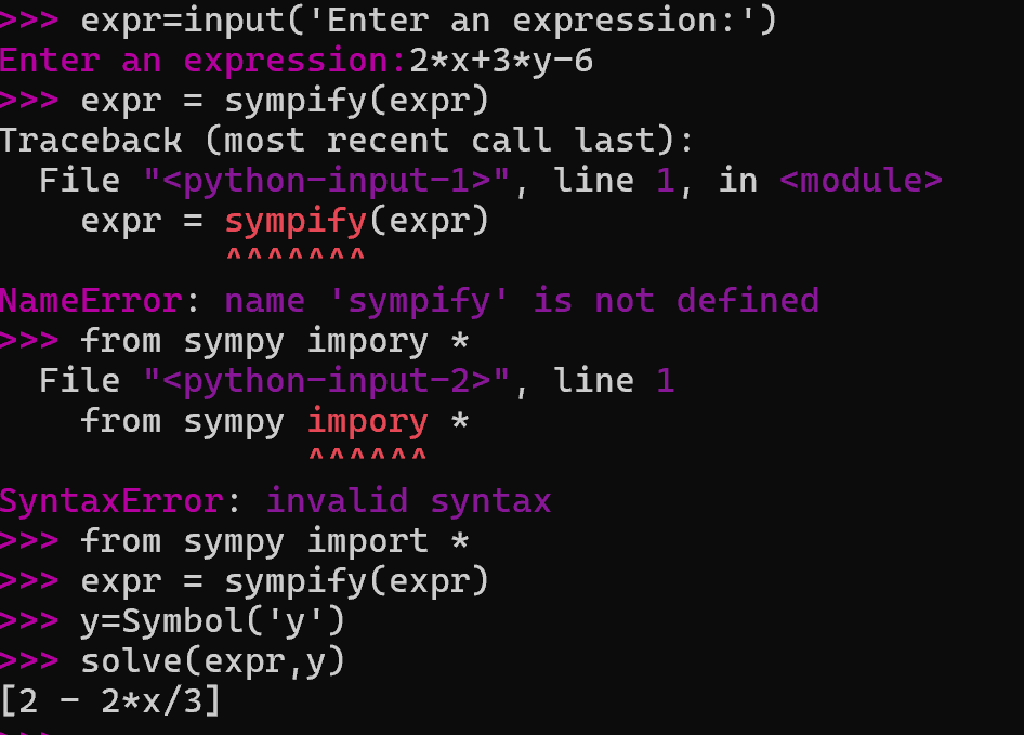 >>> expr=input('Enter an expression:')
Enter an expression:2*x+3*y-6
>>> expr = sympify(expr)
Traceback (most recent call last):
  File "<python-input-1>", line 1, in <module>
    expr = sympify(expr)
           ^^^^^^^
NameError: name 'sympify' is not defined
>>> from sympy impory *
  File "<python-input-2>", line 1
    from sympy impory *
               ^^^^^^
SyntaxError: invalid syntax
>>> from sympy import *
>>> expr = sympify(expr)
>>> y=Symbol('y')
>>> solve(expr,y)
[2 - 2*x/3]
>>>